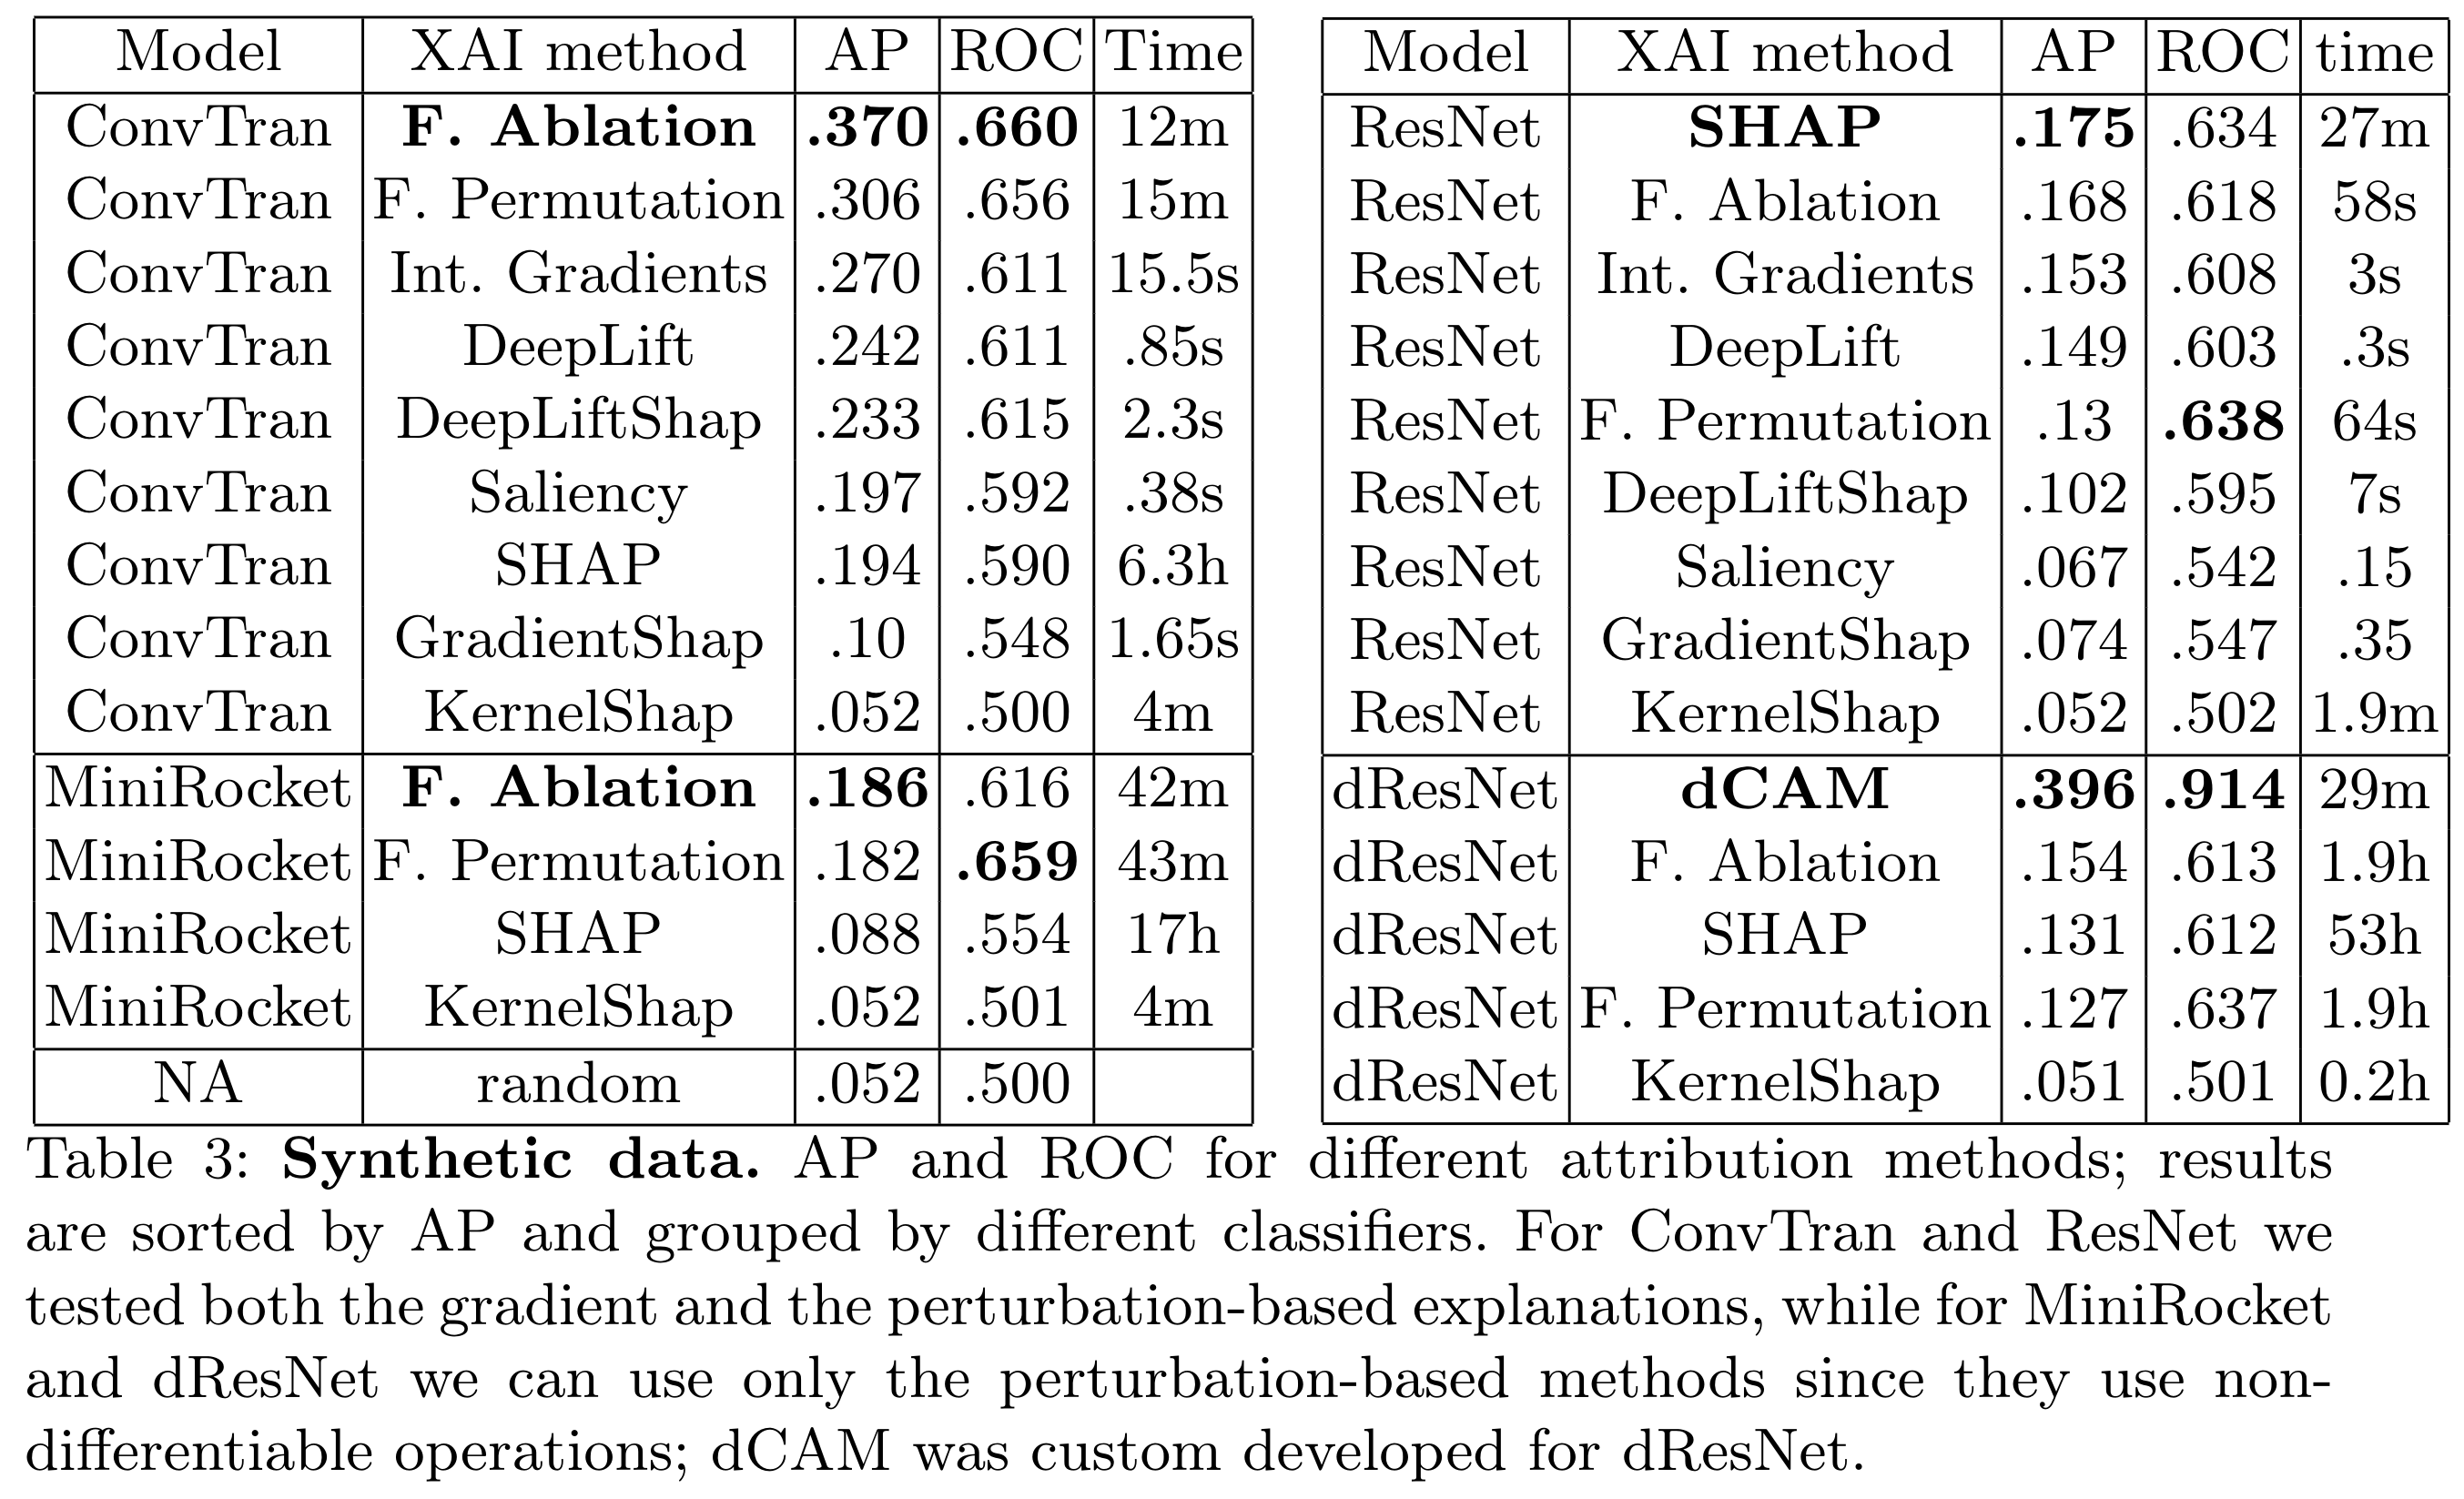 Model XAI method AP ROC Time
ConvTran F. Ablation .370 .660 12m
ConvTran F. Permutation .306 .656 15m
ConvTran Int. Gradients .270 .611 15.5s
ConvTran DeepLift .242 .611 .85s
ConvTran DeepLiftShap .233 .615 2.3s
ConvTran Saliency .197 .592 .38s
ConvTran SHAP .194 .590 6.3h
ConvTran GradientShap .10 .548 1.65s
ConvTran KernelShap .052 .500 4m
MiniRocket F. Ablation .186 .616 42m
MiniRocket F. Permutation .182 .659 43m
MiniRocket SHAP .088 .554 17h
MiniRocket KernelShap .052 .501 4m
NA random .052 .500
Model XAI method AP ROC time
ResNet SHAP .175 .634 27m
ResNet F. Ablation .168 .618 58s
ResNet Int. Gradients .153 .608 3s
ResNet DeepLift .149 .603 .3s
ResNet F. Permutation .13 .638 64s
ResNet DeepLiftShap .102 .595 7s
ResNet Saliency .067 .542 .15
ResNet GradientShap .074 .547 .35
ResNet KernelShap .052 .502 1.9m
dResNet dCAM .396 .914 29m
dResNet F. Ablation .154 .613 1.9h
dResNet SHAP .131 .612 53h
dResNet F. Permutation .127 .637 1.9h
dResNet KernelShap .051 .501 0.2h
Table 3: Synthetic data. AP and ROC for different attribution methods; results
are sorted by AP and grouped by different classifiers. For ConvTran and ResNet we
tested both the gradient and the perturbation-based explanations, while for MiniRocket
and dResNet we can use only the perturbation-based methods since they use non-
differentiable operations; dCAM was custom developed for dResNet.